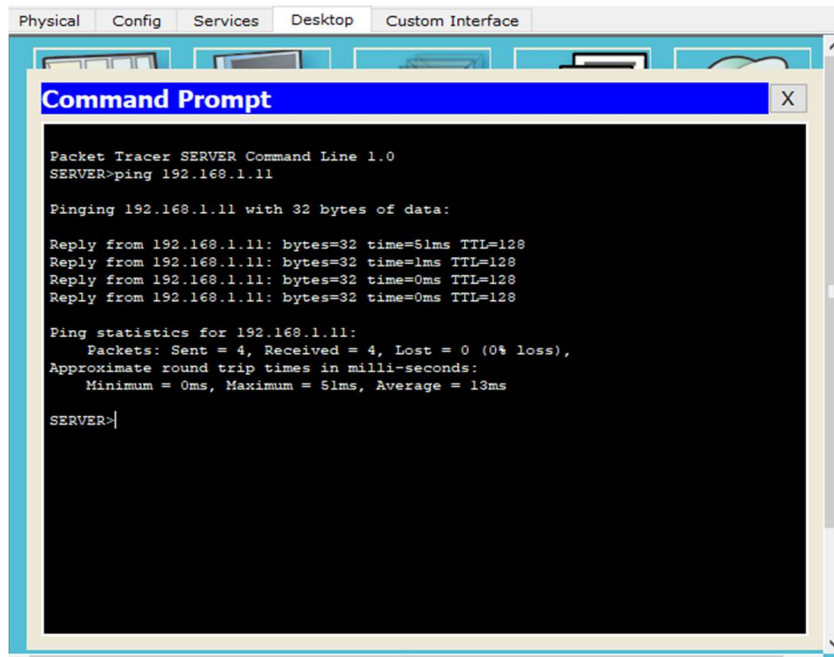 Physical Config Services Desktop Custom Interface
Command Prompt X
Packet Tracer SERVER Command Line 1.0
SERVER>ping 192.168.1.11
Pinging 192.168.1.11 with 32 bytes of data:
Reply from 192.168.1.11: bytes=32 time=51ms TTL=128
Reply from 192.168.1.11: bytes=32 time=1ms TTL=128
Reply from 192.168.1.11: bytes=32 time=0ms TTL=128
Reply from 192.168.1.11: bytes=32 time=0ms TTL=128
Ping statistics for 192.168.1.11:
Packets: Sent = 4, Received = 4, Lost = 0 (0% loss),
Approximate round trip times in milli-seconds:
Minimum = 0ms, Maximum = 51ms, Average = 13ms
SERVER>